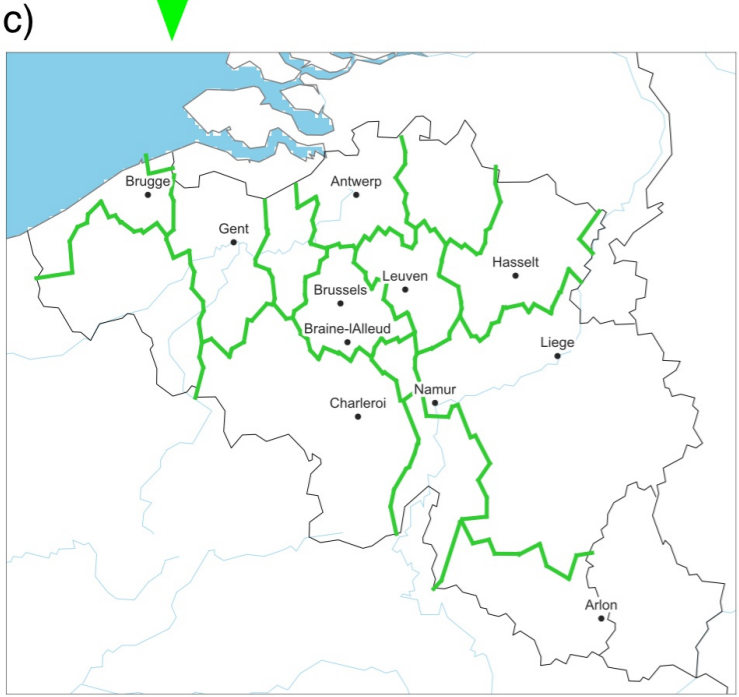 c)
Brugge
Antwerp
Gent
Hasselt
Leuven
Brussels
Braine-lAlleud
Liege
Namur
Charleroi
Arlon